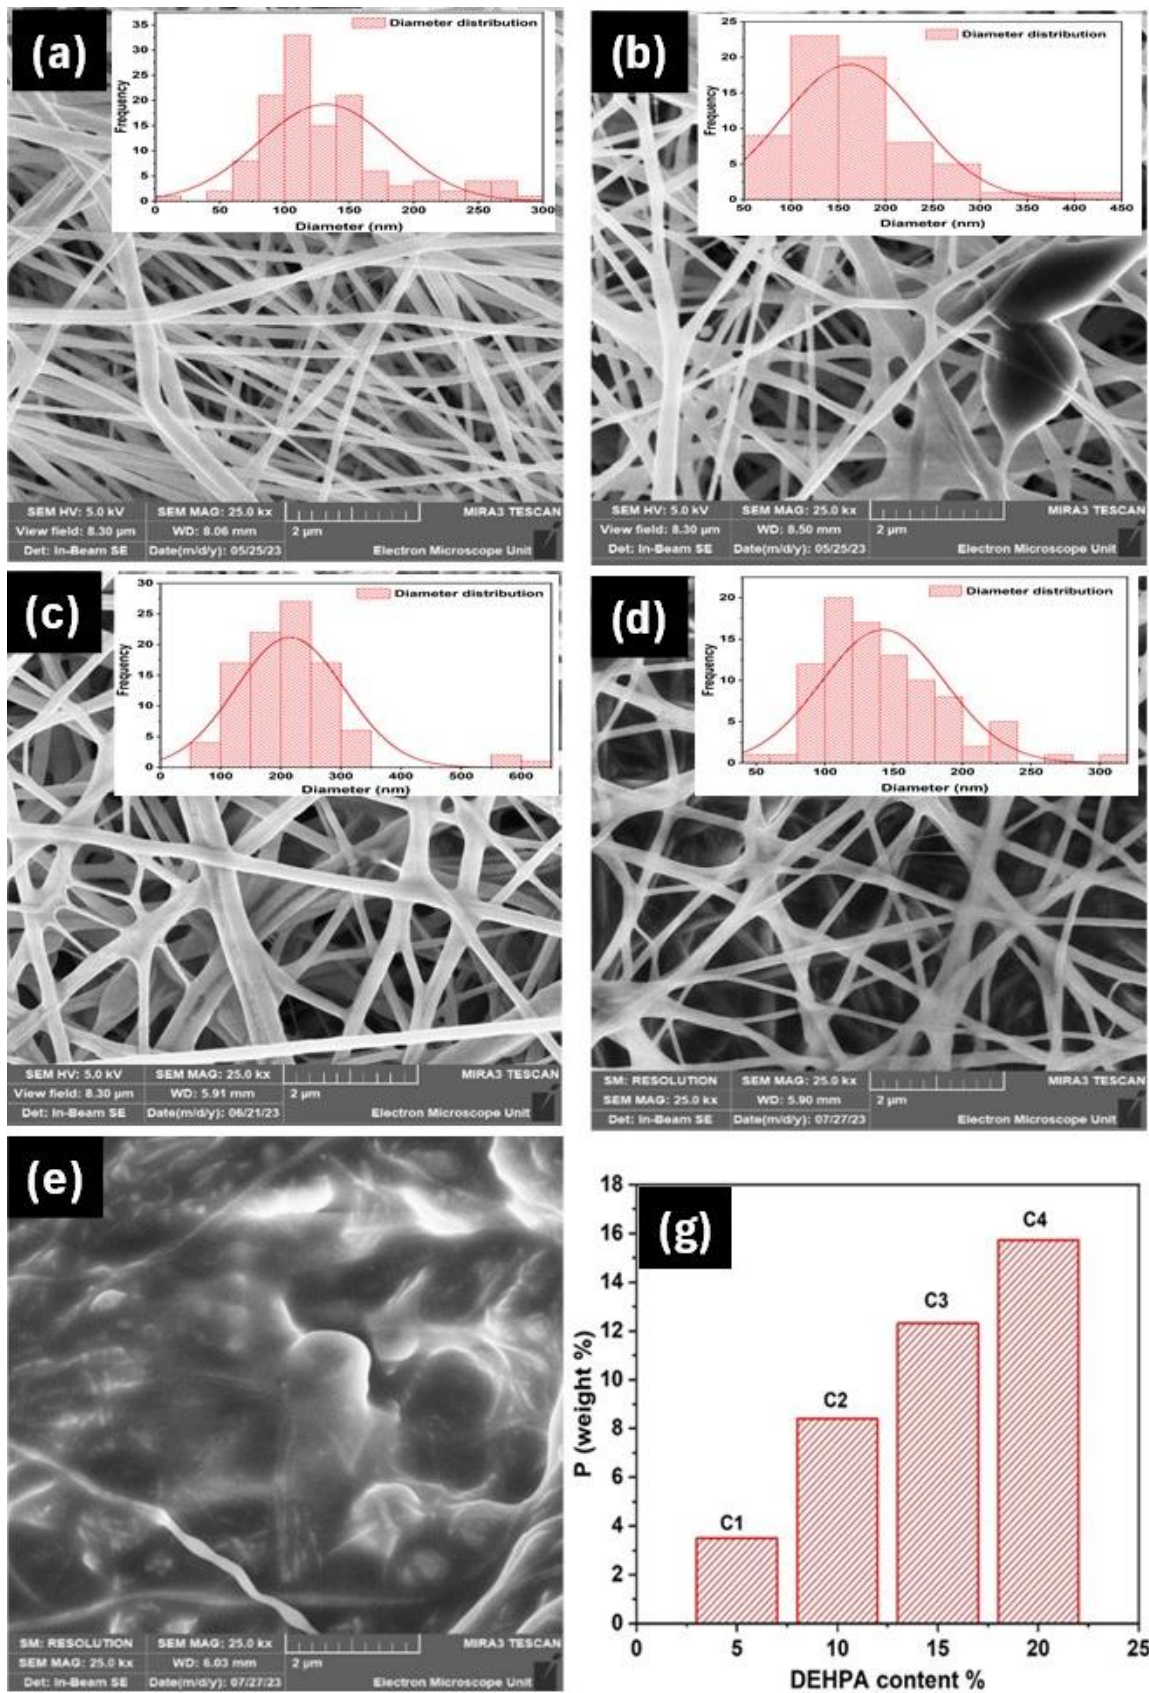 (a)
Diameter distribution
Frequency
35
30
25
20
15
10
5
0
0 50 100 150 200 250 300
Diameter (nm)
SEM HV: 5.0 kV SEM MAG: 25.0 kx MIRA3 TESCAN
View field: 8.30 µm WD: 8.06 mm 2 µm
Det: In-Beam SE Date(m/d/y): 05/25/23 Electron Microscope Unit
(b)
Diameter distribution
Frequency
25
20
15
10
5
0
50 100 150 200 250 300 350 400 450
Diameter (nm)
SEM HV: 5.0 kV SEM MAG: 25.0 kx MIRA3 TESCAN
View field: 8.30 µm WD: 8.50 mm 2 µm
Det: In-Beam SE Date(m/d/y): 05/25/23 Electron Microscope Unit
(c)
Diameter distribution
Frequency
30
25
20
15
10
5
0
0 100 200 300 400 500 600
Diameter (nm)
SEM HV: 5.0 kV SEM MAG: 25.0 kx MIRA3 TESCAN
View field: 8.30 µm WD: 5.91 mm 2 µm
Det: In-Beam SE Date(m/d/y): 06/21/23 Electron Microscope Unit
(d)
Diameter distribution
Frequency
20
15
10
5
0
50 100 150 200 250 300
Diameter (nm)
SM: RESOLUTION SEM MAG: 25.0 kx MIRA3 TESCAN
SEM MAG: 25.0 kx WD: 5.90 mm 2 µm
Det: In-Beam SE Date(m/d/y): 07/27/23 Electron Microscope Unit
(e)
SM: RESOLUTION SEM MAG: 25.0 kx MIRA3 TESCAN
SEM MAG: 25.0 kx WD: 6.03 mm 2 µm
Det: In-Beam SE Date(m/d/y): 07/27/23 Electron Microscope Unit
(g)
P (weight %)
18
16
14
12
10
8
6
4
2
0
C1
C2
C3
C4
0 5 10 15 20 25
DEHPA content %